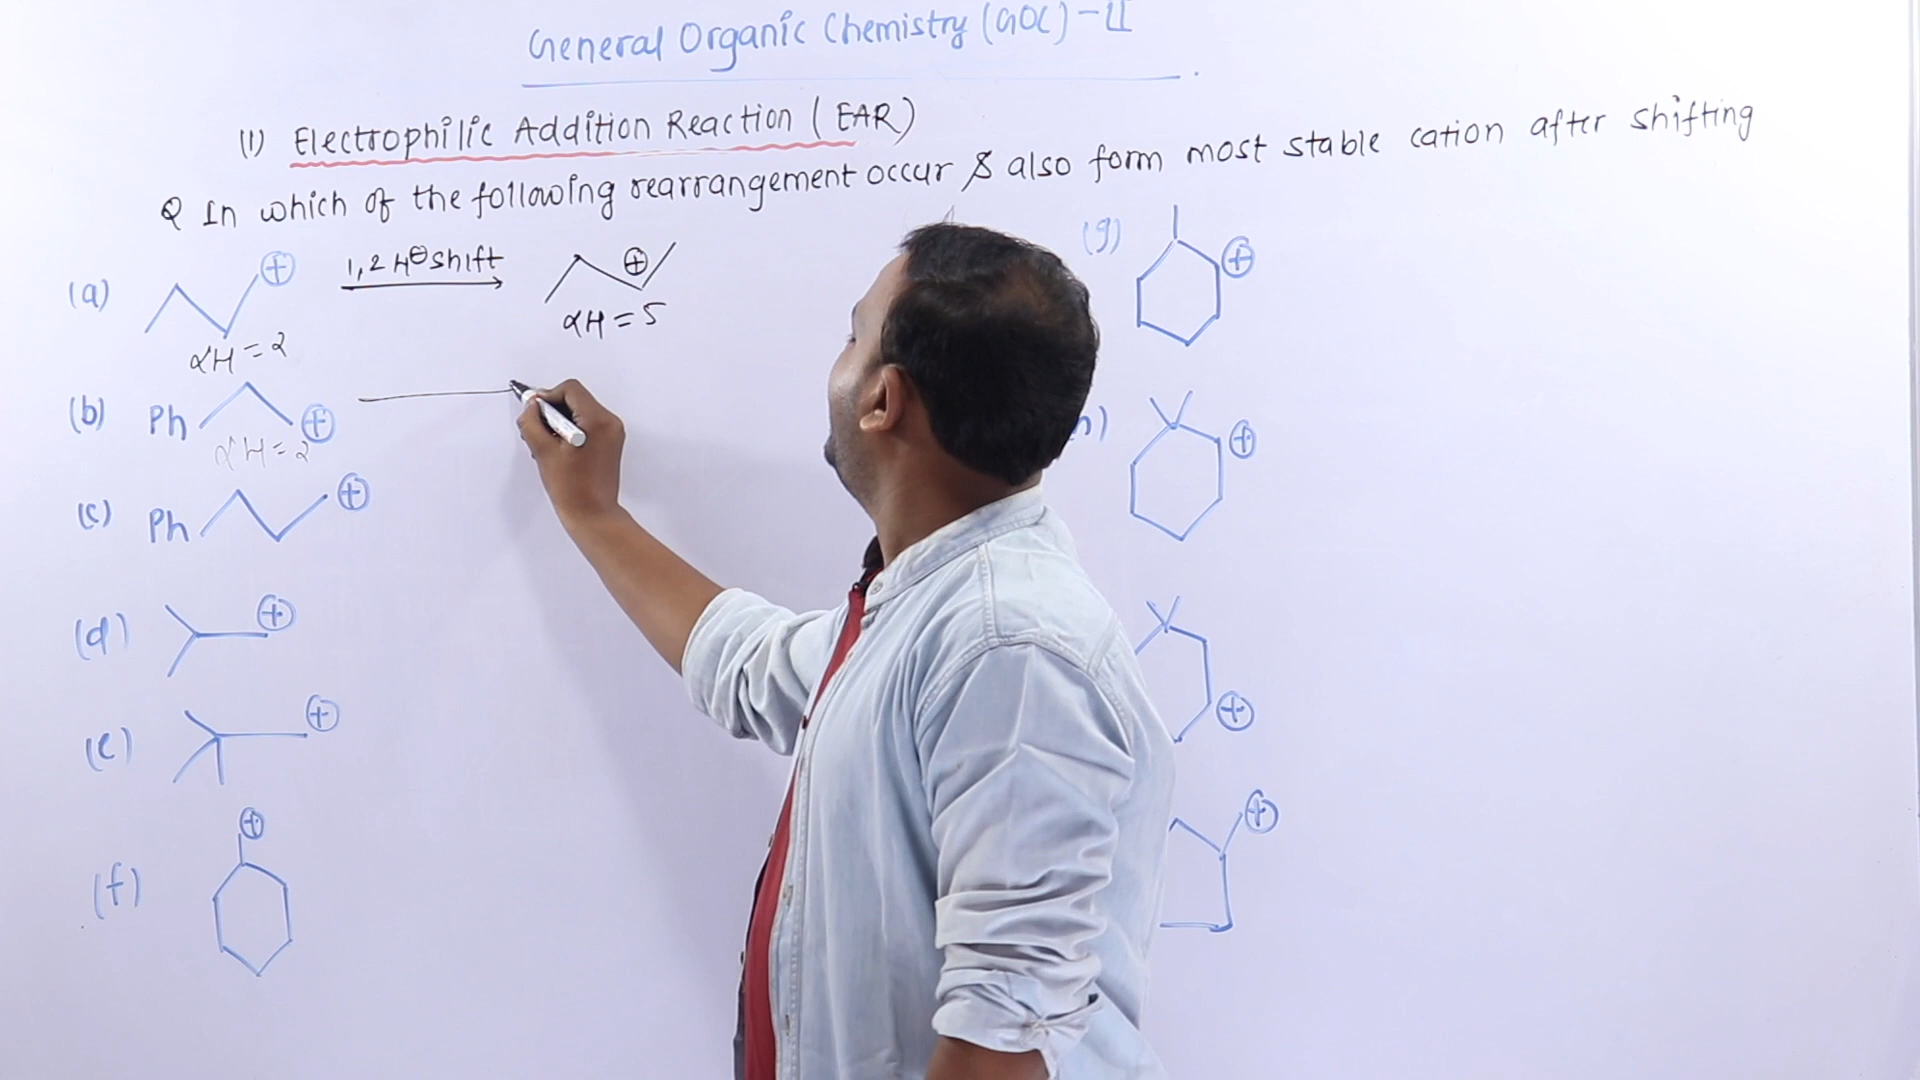 General Organic Chemistry (GOC)-II
(1) Electrophilic Addition Reaction (EAR)
Q In which of the following rearrangement occur & also form most stable cation after shifting
(a) ⊕ 1,2 H⊖ shift ⊕
αH = 2 αH = 5
(b) Ph ⊕
αH = 2
(c) Ph ⊕
(d) ⊕
(e) ⊕
(f) ⊕
(g) ⊕
⊕
⊕
⊕